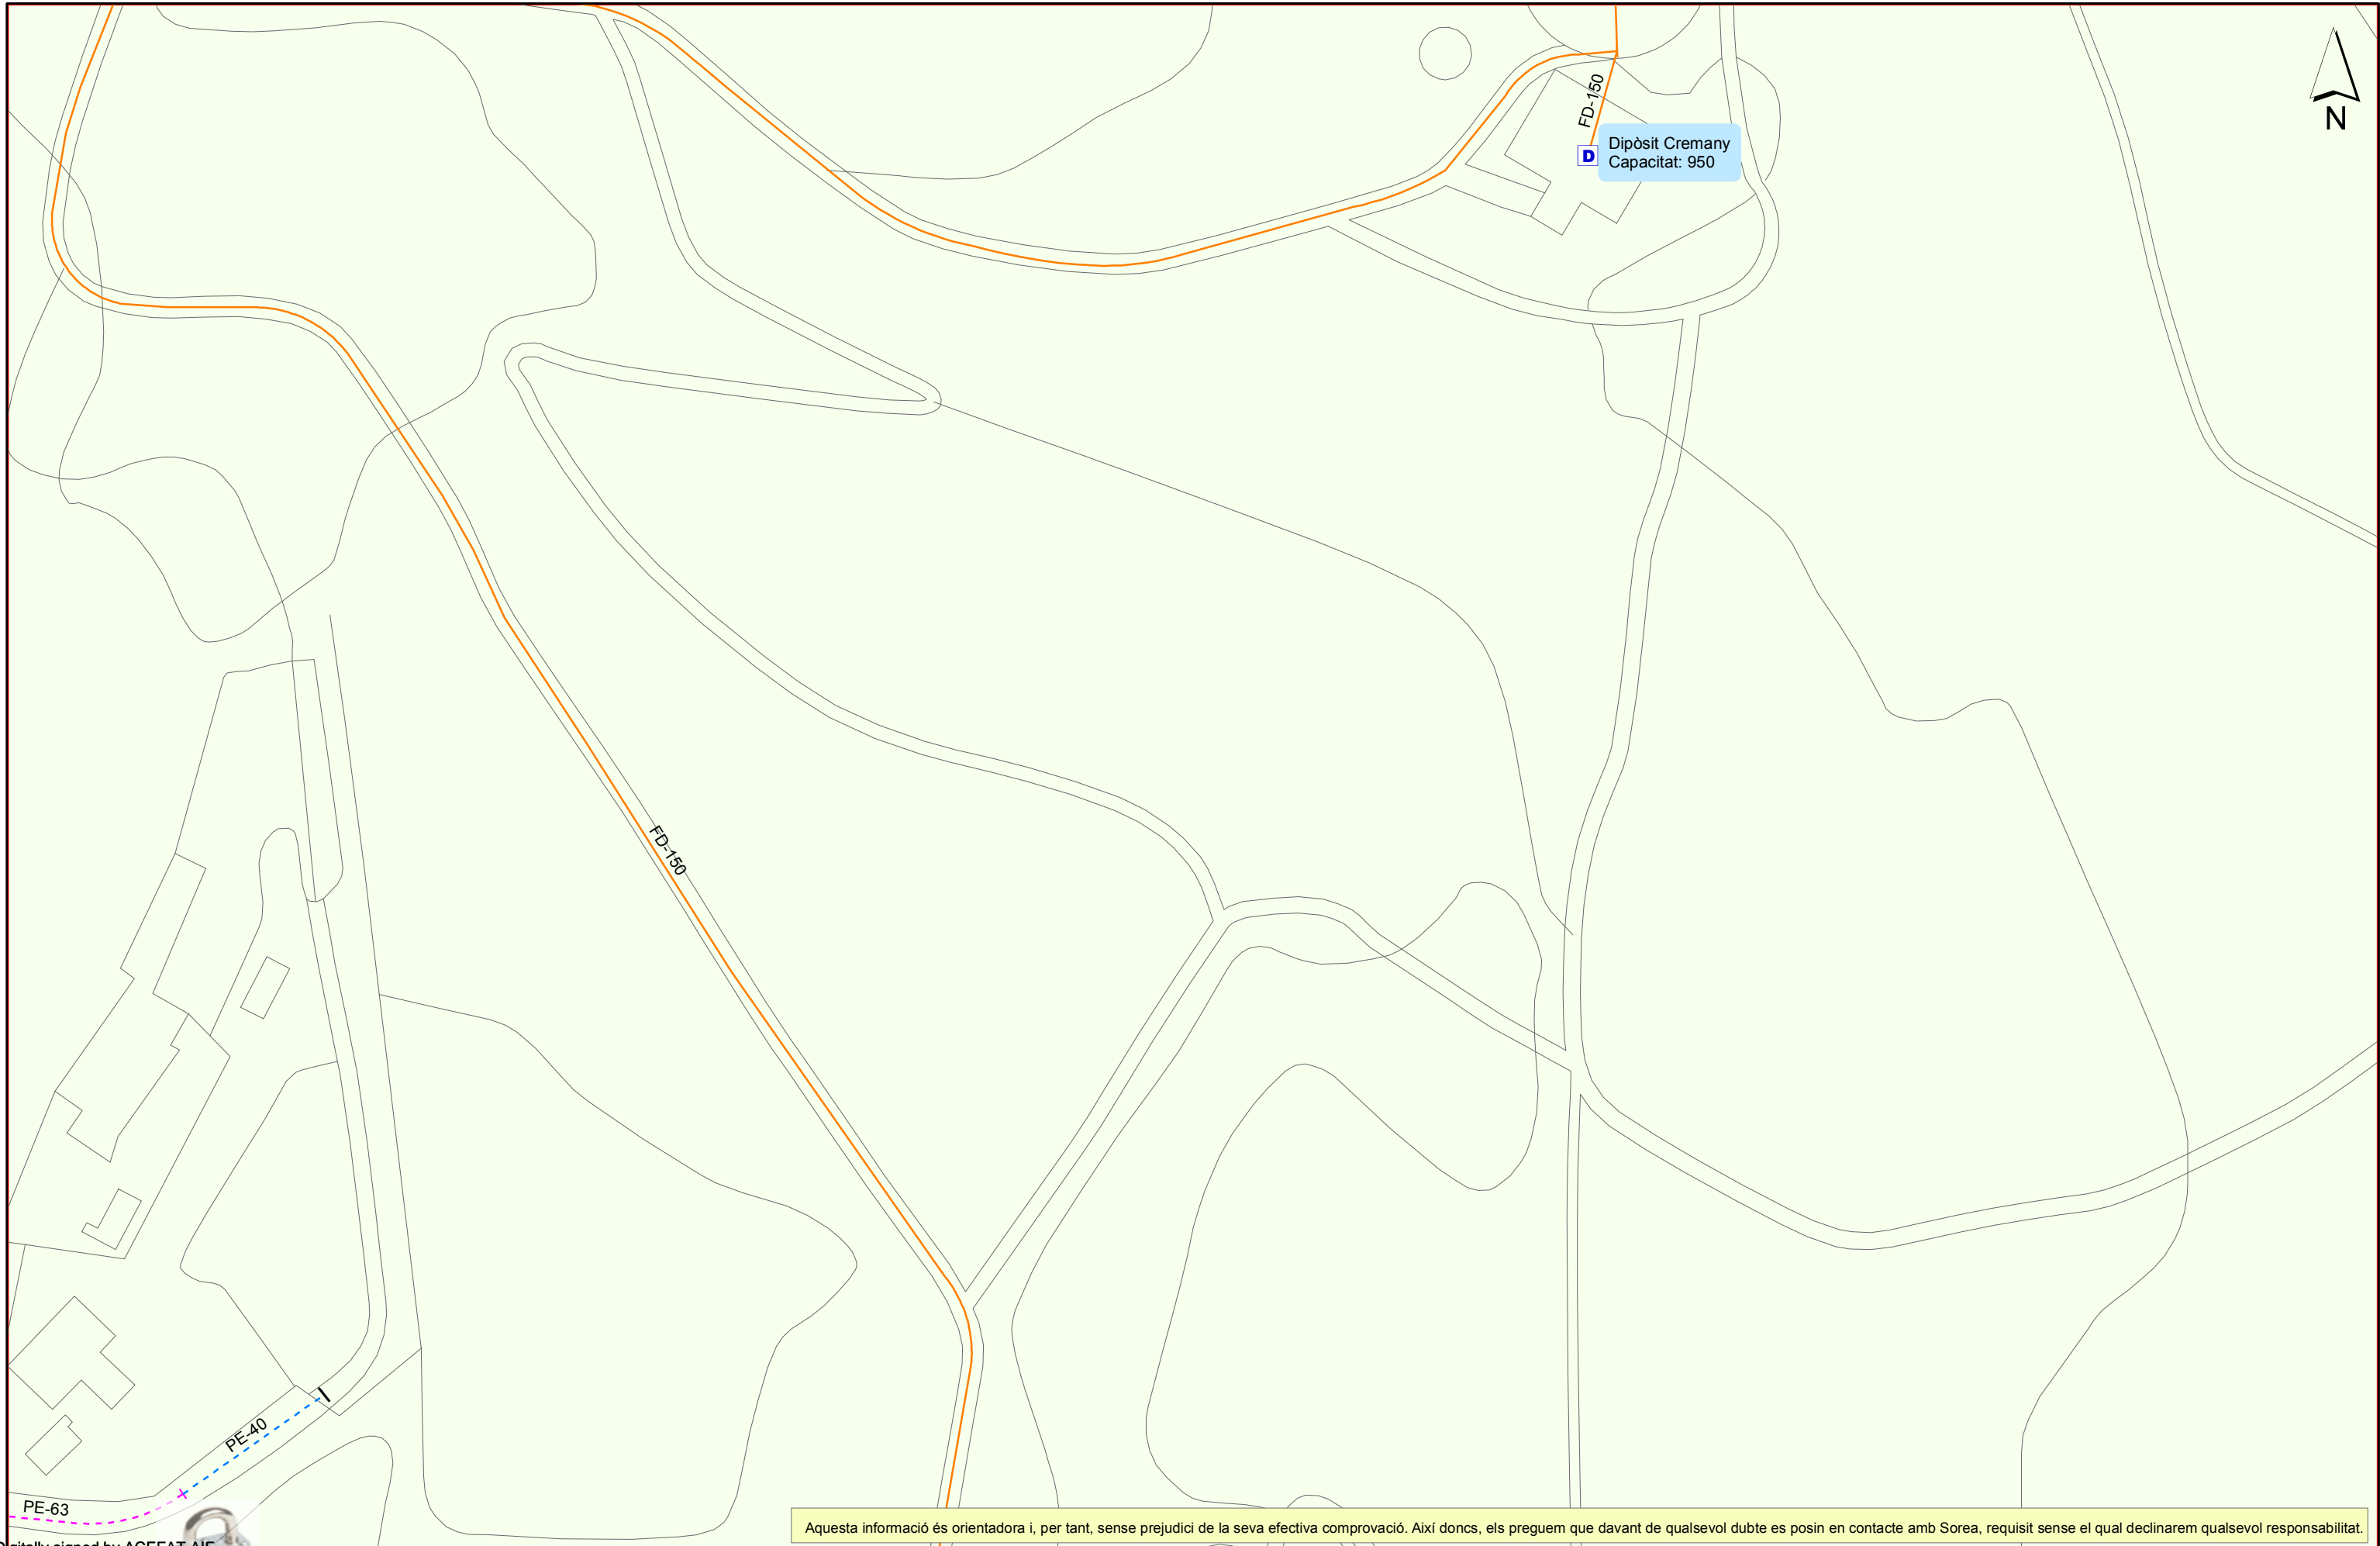 FD-150
N
D
Dipòsit Cremany
Capacitat: 950
FD-150
PE-40
PE-63
Aquesta informació és orientadora i, per tant, sense prejudici de la seva efectiva comprovació. Així doncs, els preguem que davant de qualsevol dubte es posin en contacte amb Sorea, requisit sense el qual declinarem qualsevol responsabilitat.